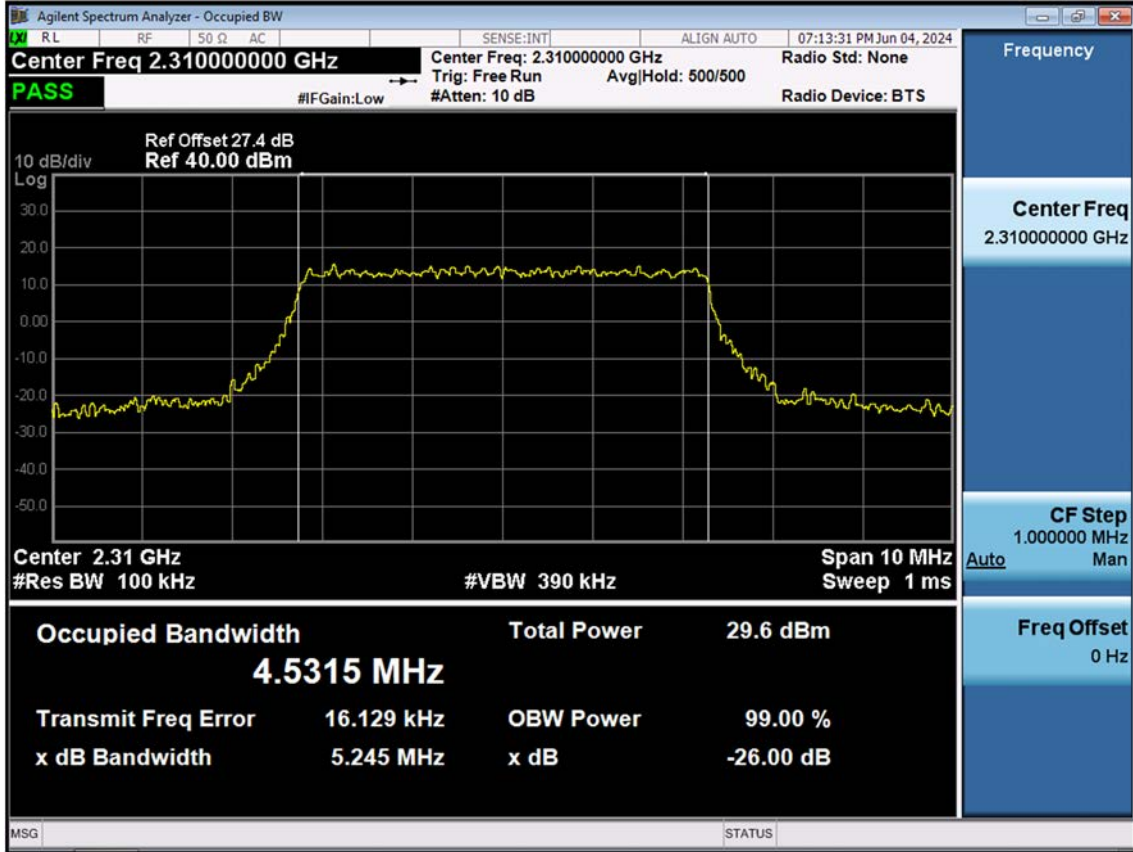 Agilent Spectrum Analyzer - Occupied BW
LXI RL RF 50 Ω AC SENSE:INT ALIGN AUTO 07:13:31 PM Jun 04, 2024
Center Freq 2.310000000 GHz
PASS
#IFGain:Low
Center Freq: 2.310000000 GHz
Trig: Free Run Avg|Hold: 500/500
#Atten: 10 dB
Radio Std: None
Radio Device: BTS
Ref Offset 27.4 dB
10 dB/div Ref 40.00 dBm
Log
30.0
20.0
10.0
0.00
-10.0
-20.0
-30.0
-40.0
-50.0
Center 2.31 GHz Span 10 MHz
#Res BW 100 kHz #VBW 390 kHz Sweep 1 ms
Occupied Bandwidth Total Power 29.6 dBm
4.5315 MHz
Transmit Freq Error 16.129 kHz OBW Power 99.00 %
x dB Bandwidth 5.245 MHz x dB -26.00 dB
MSG STATUS
Frequency
Center Freq
2.310000000 GHz
CF Step
1.000000 MHz
Auto Man
Freq Offset
0 Hz